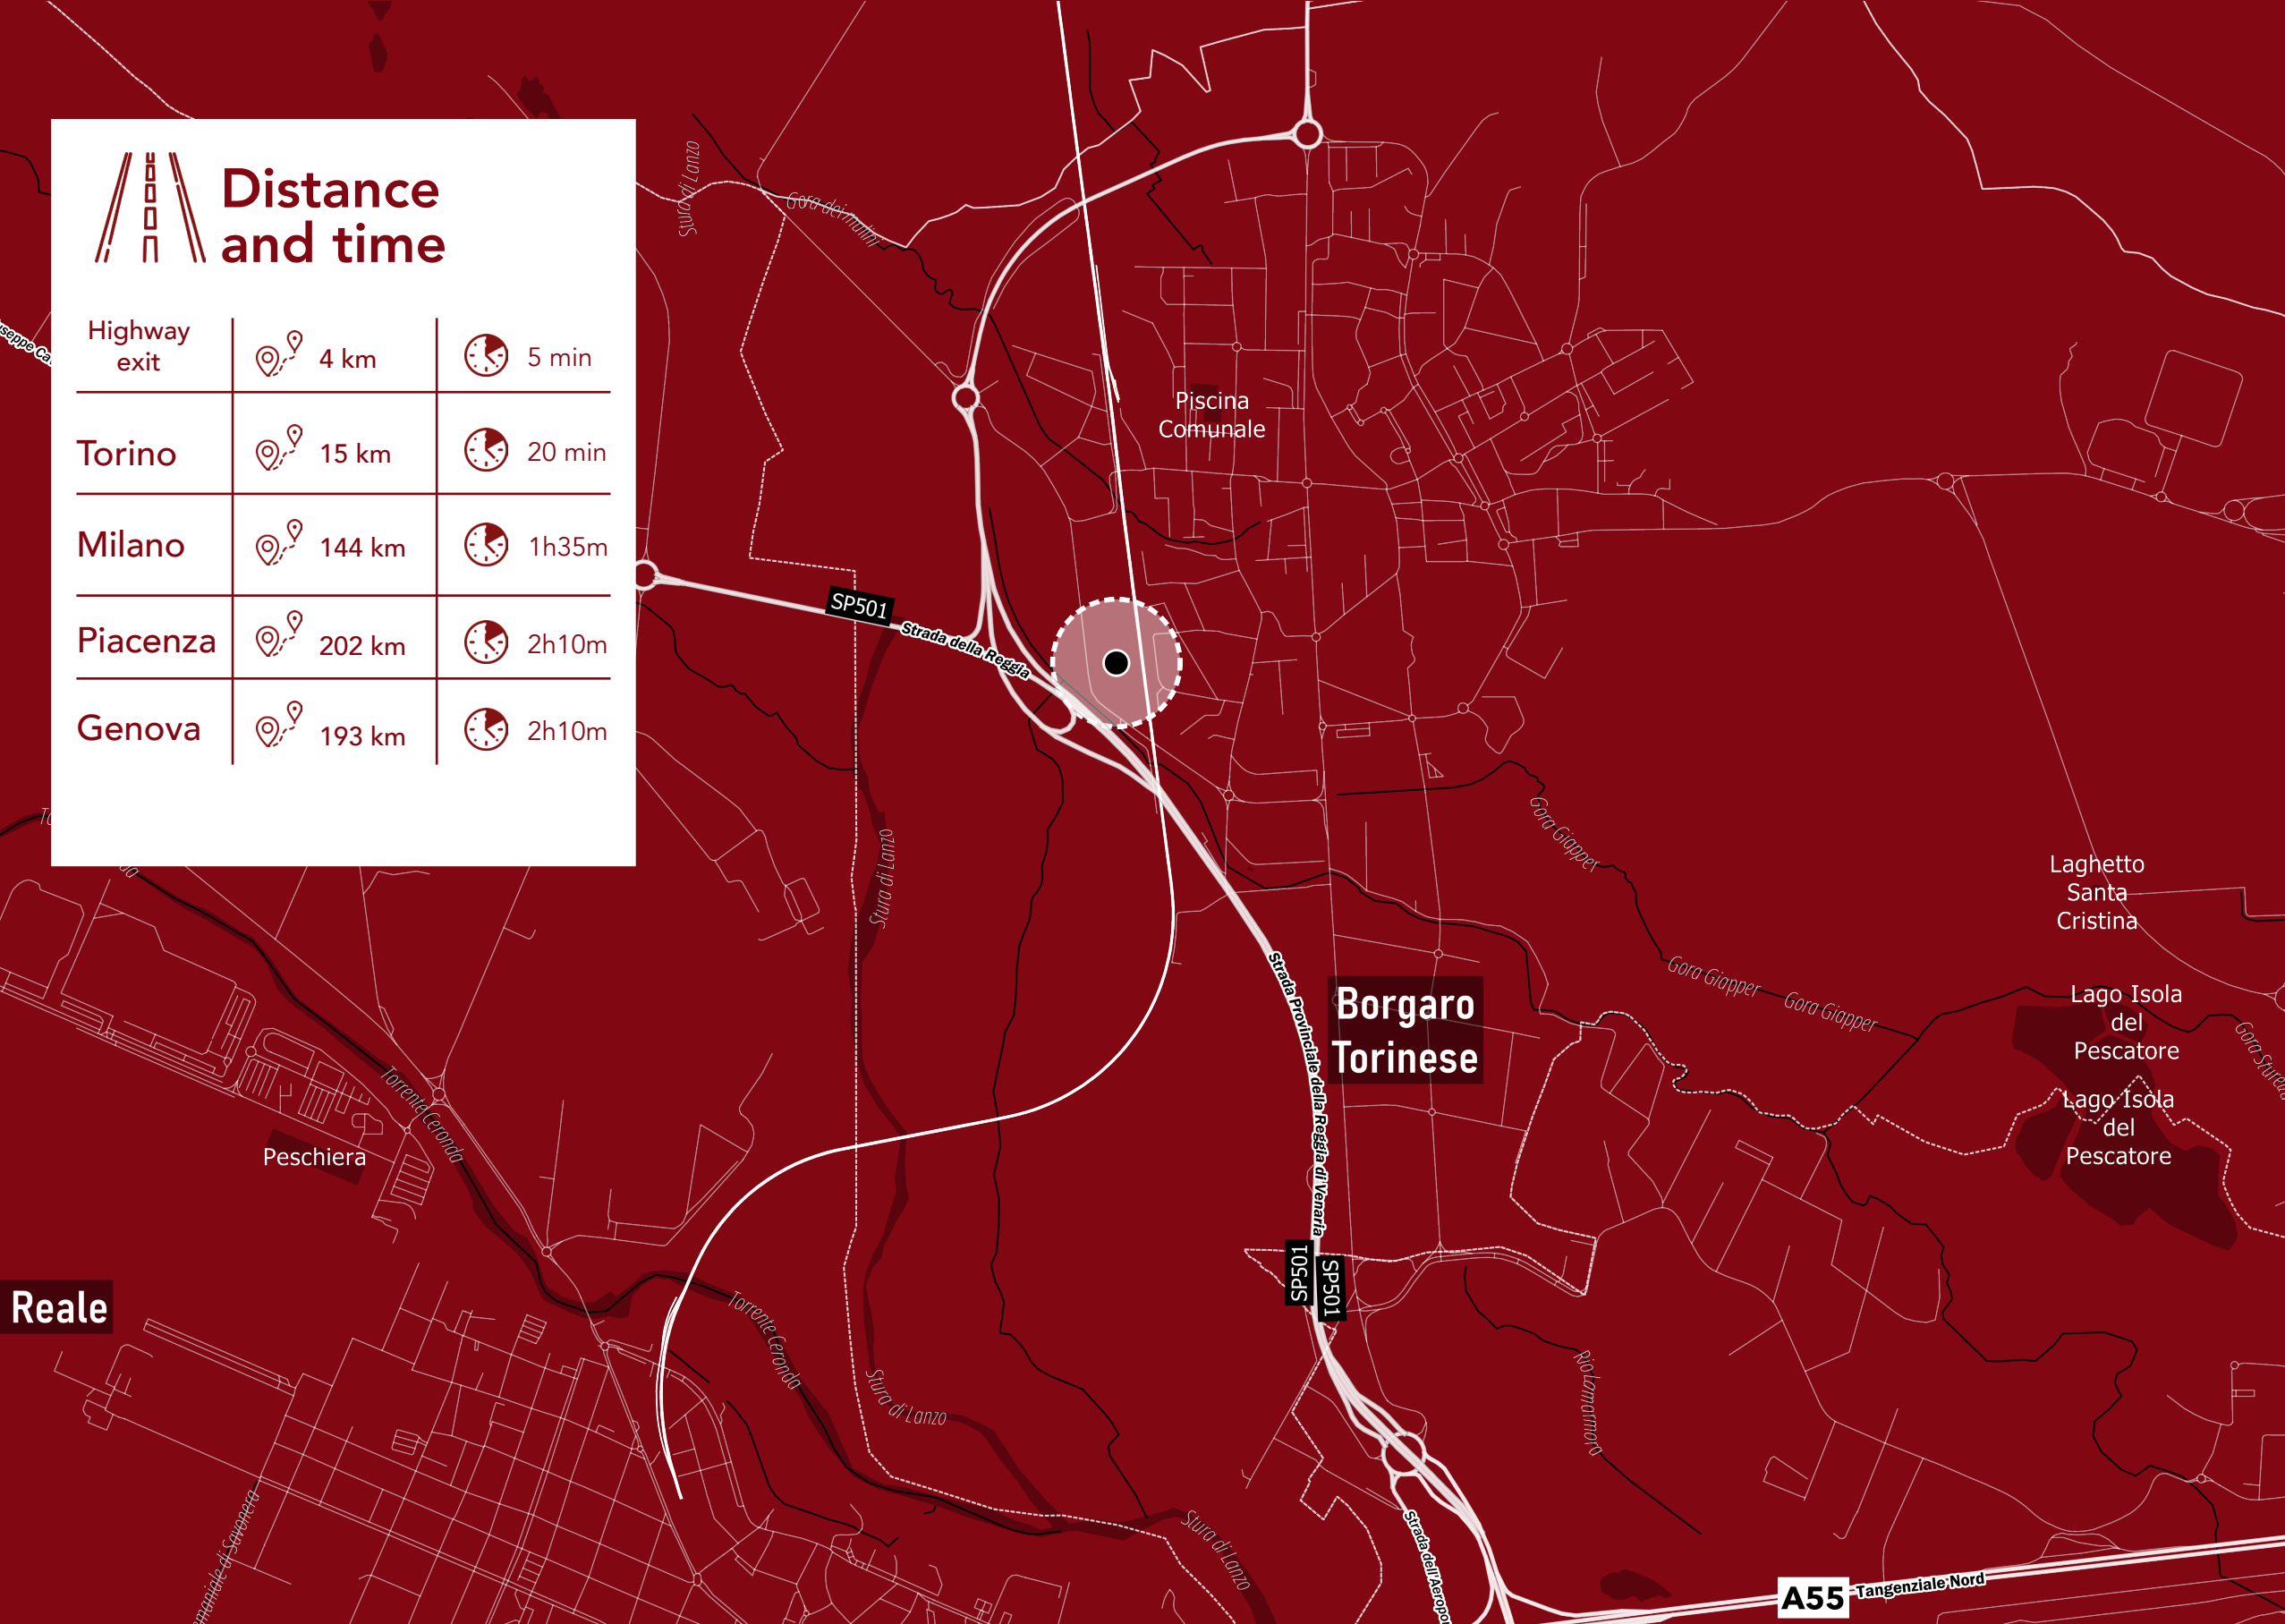 Distance
and time
Highway
exit
4 km
5 min
Torino
15 km
20 min
Milano
144 km
1h35m
Piacenza
202 km
2h10m
Genova
193 km
2h10m
Stura di Lanzo
Gora dei mulini
Piscina
Comunale
SP501
Strada della Reggia
Stura di Lanzo
Gora Giapper
Laghetto
Santa
Cristina
Gora Giapper
Gora Giapper
Lago Isola
del
Pescatore
Lago Isola
del
Pescatore
Borgaro
Torinese
Strada Provinciale della Reggia di Venaria
Torrente Ceronda
Peschiera
Reale
SP501
SP501
Torrente Ceronda
Stura di Lanzo
Rio Lamarmora
Stura di Lanzo
Strada dell'Aeropo
A55
Tangenziale Nord